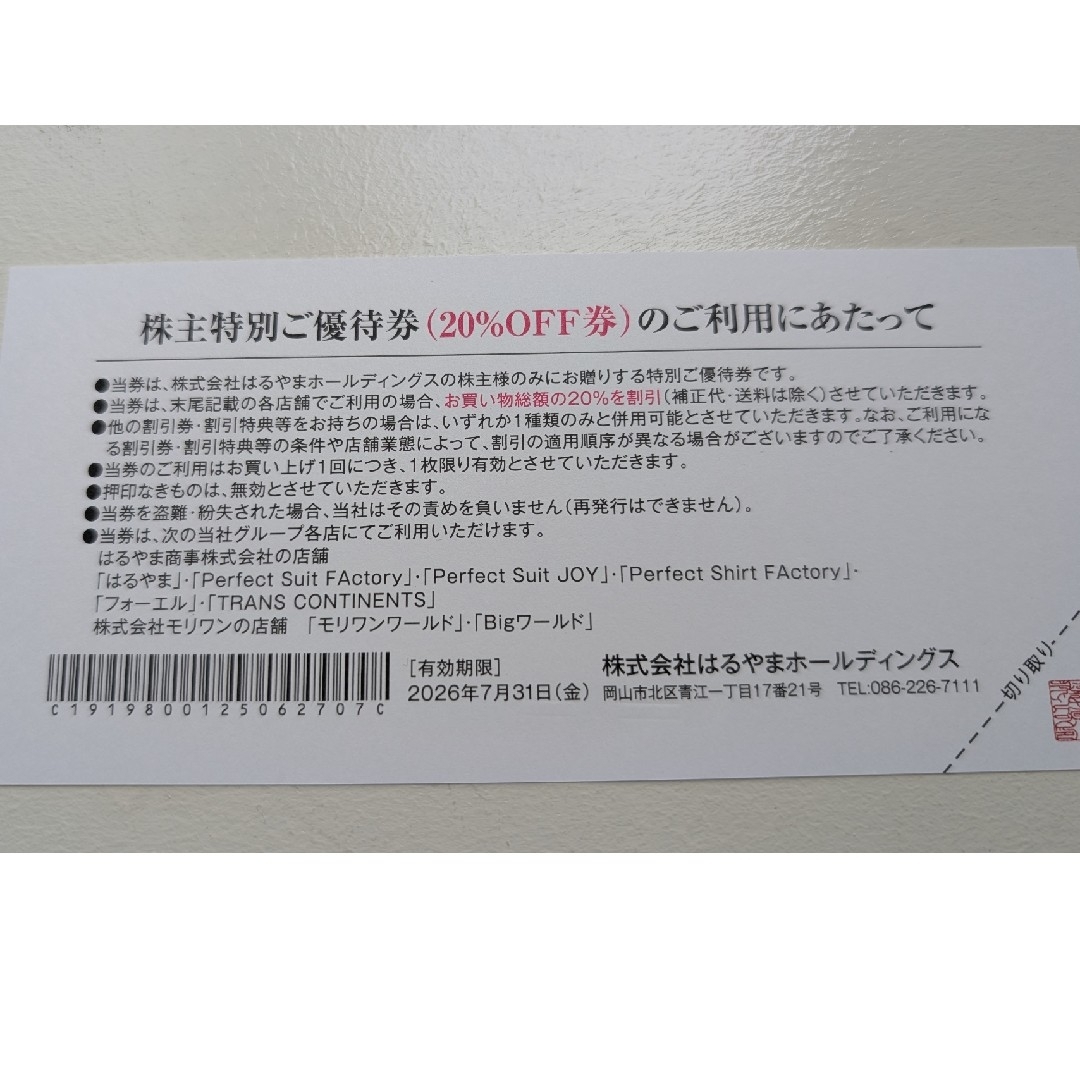 株主特別ご優待券(20%OFF券)のご利用にあたって
●当券は、株式会社はるやまホールディングスの株主様のみにお贈りする特別ご優待券です。
●当券は、末尾記載の各店舗でご利用の場合、お買い物総額の20%を割引(補正代・送料は除く)させていただきます。
●他の割引券・割引特典等をお持ちの場合は、いずれか1種類のみと併用可能とさせていただきます。なお、ご利用にな
る割引券・割引特典等の条件や店舗業態によって、割引の適用順序が異なる場合がございますのでご了承ください。
●当券のご利用はお買い上げ1回につき、1枚限り有効とさせていただきます。
●押印なきものは、無効とさせていただきます。
●当券を盗難・紛失された場合、当社はその責めを負いません(再発行はできません)。
●当券は、次の当社グループ各店にてご利用いただけます。
はるやま商事株式会社の店舗
「はるやま」・「Perfect Suit FActory」・「Perfect Suit JOY」・「Perfect Shirt FActory」・
「フォーエル」・「TRANS CONTINENTS」
株式会社モリワンの店舗 「モリワンワールド」・「Bigワールド」
C1919800125062707C
[有効期限]
2026年7月31日(金)
株式会社はるやまホールディングス
岡山市北区青江一丁目17番21号 TEL:086-226-7111
切り取り